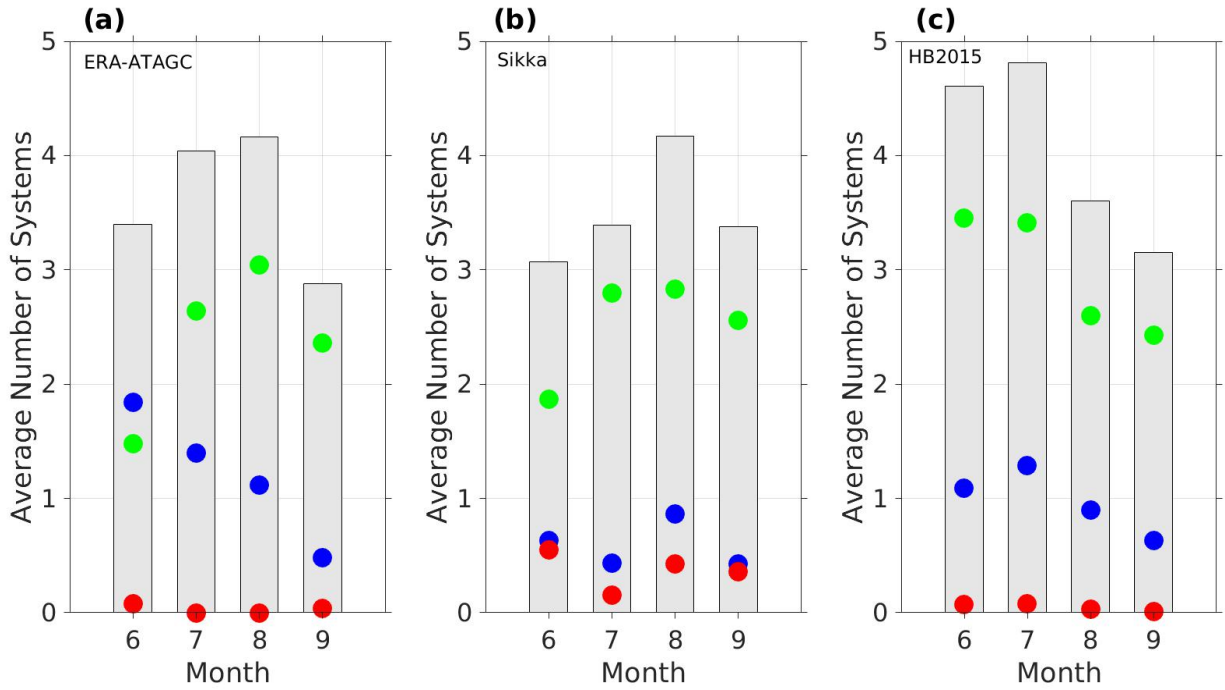 (a)
ERA-ATAGC
Average Number of Systems
5
4
3
2
1
0
6 7 8 9
Month
(b)
Sikka
Average Number of Systems
5
4
3
2
1
0
6 7 8 9
Month
(c)
HB2015
Average Number of Systems
5
4
3
2
1
0
6 7 8 9
Month